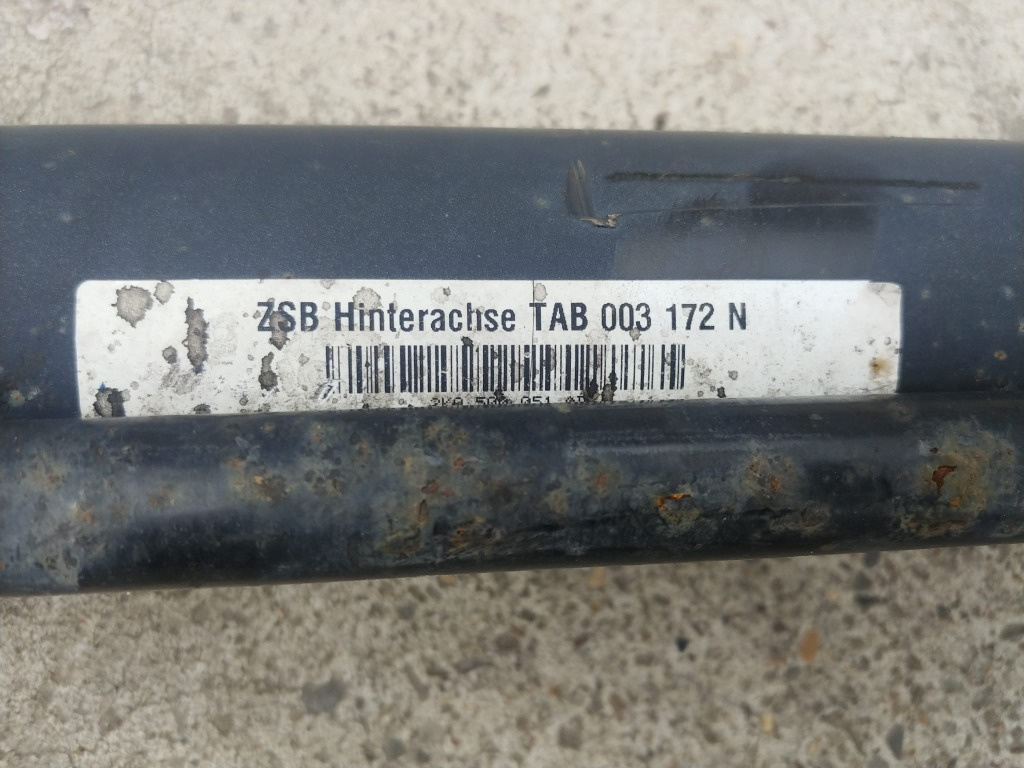 ZSB Hinterachse TAB 003 172 N